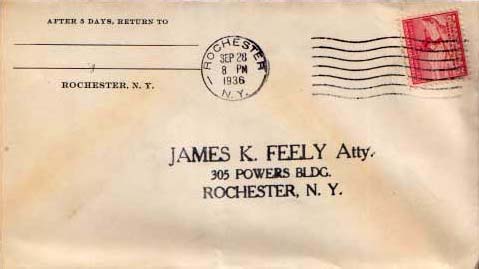 AFTER 5 DAYS, RETURN TO
ROCHESTER, N. Y.
ROCHESTER
SEP 28
8 PM
1936
N.Y.
JAMES K. FEELY Atty.
305 POWERS BLDG.
ROCHESTER, N. Y.